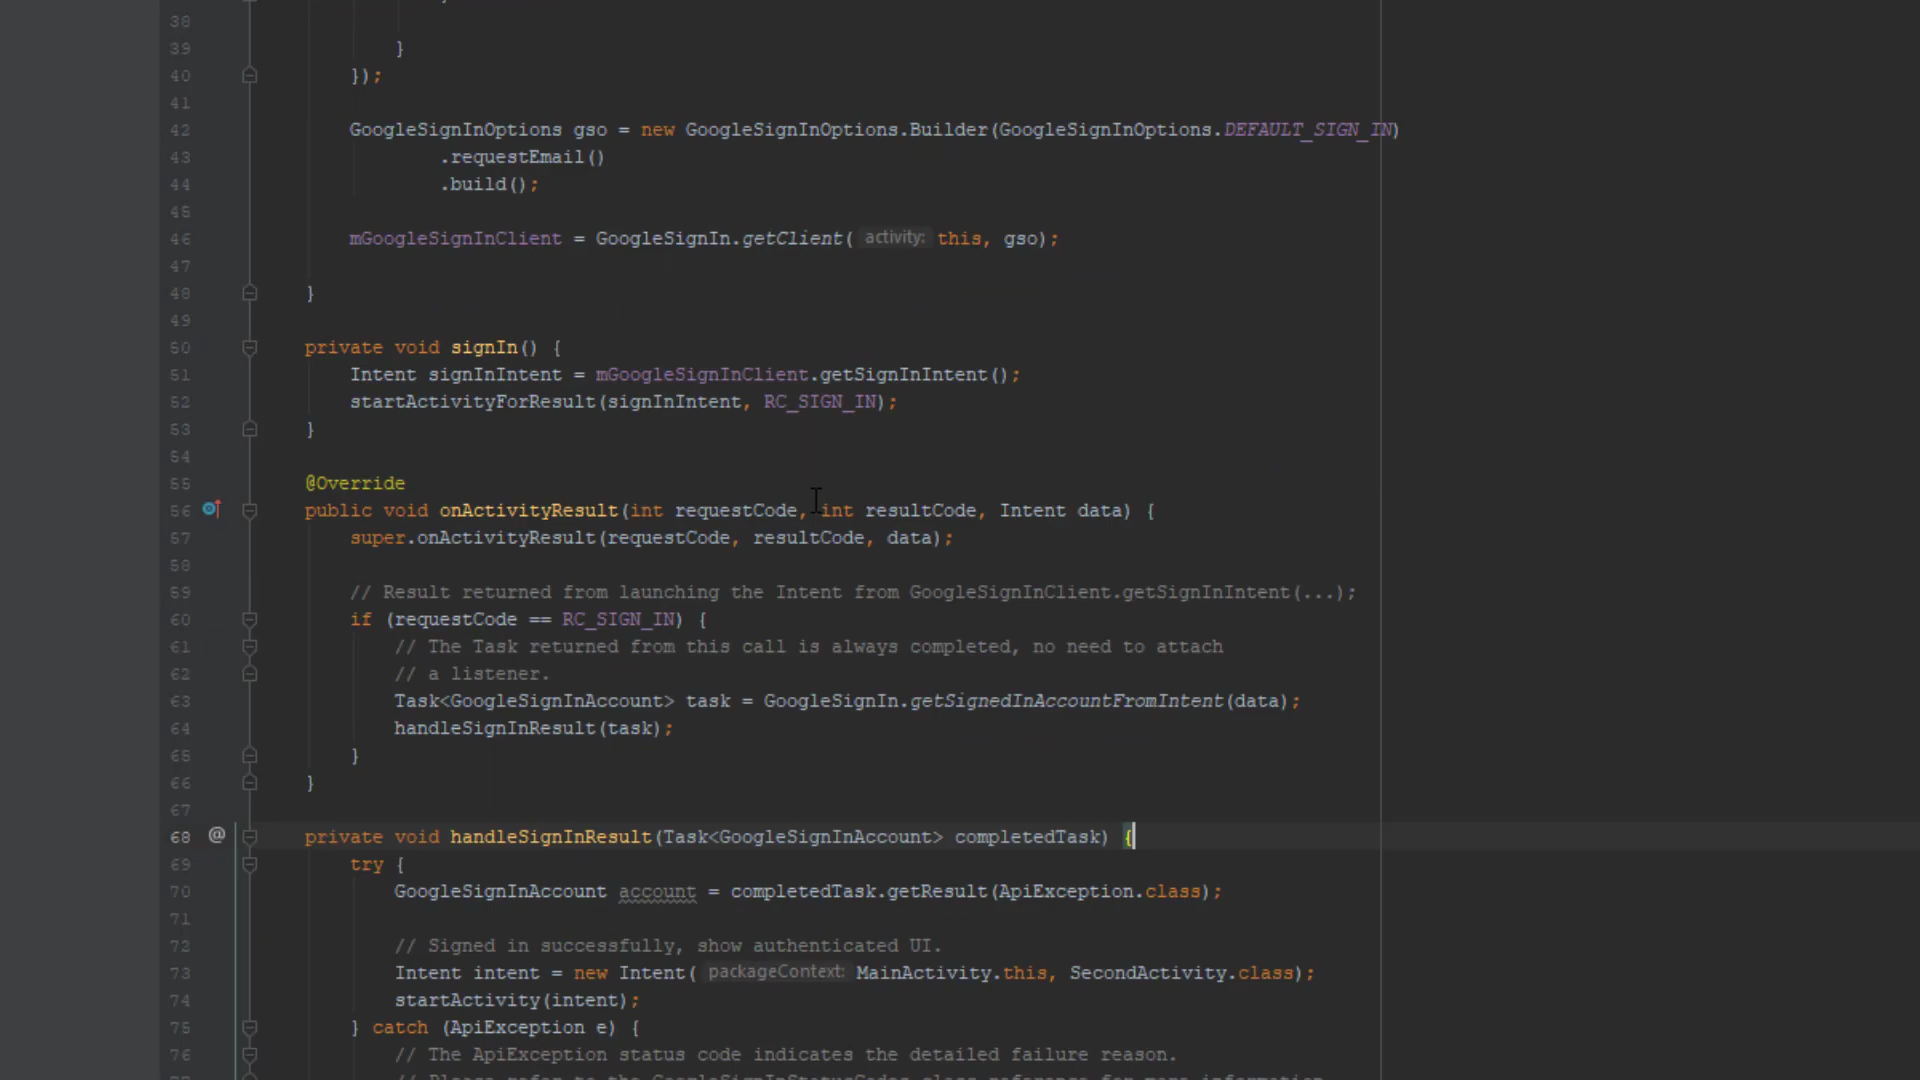 38
39 }
40 });
41
42 GoogleSignInOptions gso = new GoogleSignInOptions.Builder(GoogleSignInOptions.DEFAULT_SIGN_IN)
43 .requestEmail()
44 .build();
45
46 mGoogleSignInClient = GoogleSignIn.getClient( activity: this, gso);
47
48 }
49
50 private void signIn() {
51 Intent signInIntent = mGoogleSignInClient.getSignInIntent();
52 startActivityForResult(signInIntent, RC_SIGN_IN);
53 }
54
55 @Override
56 public void onActivityResult(int requestCode, int resultCode, Intent data) {
57 super.onActivityResult(requestCode, resultCode, data);
58
59 // Result returned from launching the Intent from GoogleSignInClient.getSignInIntent(...);
60 if (requestCode == RC_SIGN_IN) {
61 // The Task returned from this call is always completed, no need to attach
62 // a listener.
63 Task<GoogleSignInAccount> task = GoogleSignIn.getSignedInAccountFromIntent(data);
64 handleSignInResult(task);
65 }
66 }
67
68 @ private void handleSignInResult(Task<GoogleSignInAccount> completedTask) {
69 try {
70 GoogleSignInAccount account = completedTask.getResult(ApiException.class);
71
72 // Signed in successfully, show authenticated UI.
73 Intent intent = new Intent( packageContext: MainActivity.this, SecondActivity.class);
74 startActivity(intent);
75 } catch (ApiException e) {
76 // The ApiException status code indicates the detailed failure reason.